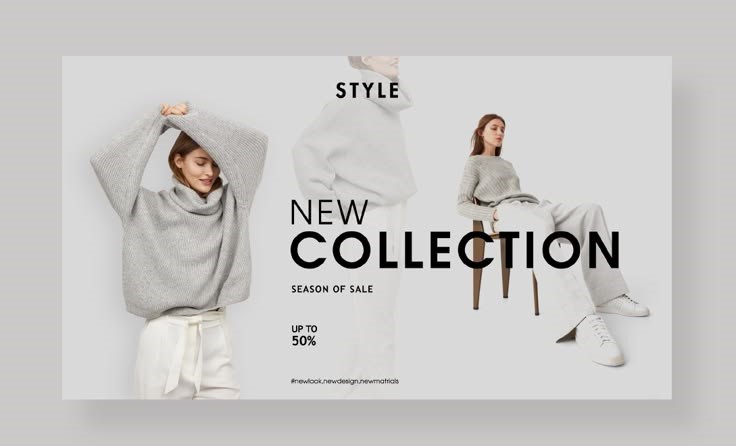 STYLE
NEW
COLLECTION
SEASON OF SALE
UP TO
50%
#newlook,newdesign,newmatrials